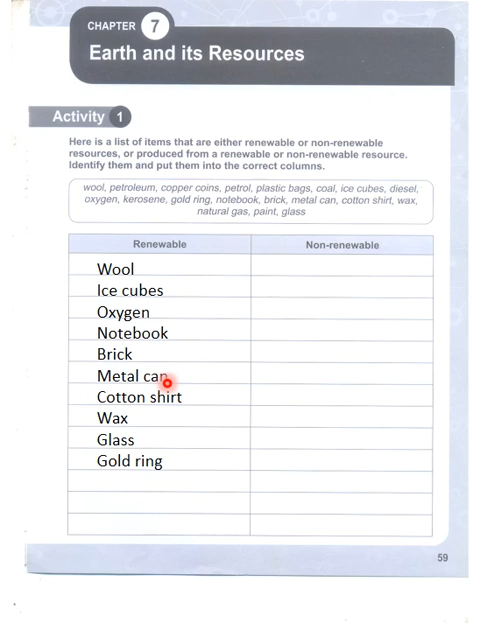 CHAPTER 7
Earth and its Resources
Activity 1
Here is a list of items that are either renewable or non-renewable
resources, or produced from a renewable or non-renewable resource.
Identify them and put them into the correct columns.
wool, petroleum, copper coins, petrol, plastic bags, coal, ice cubes, diesel,
oxygen, kerosene, gold ring, notebook, brick, metal can, cotton shirt, wax,
natural gas, paint, glass
Renewable Non-renewable
Wool
Ice cubes
Oxygen
Notebook
Brick
Metal can
Cotton shirt
Wax
Glass
Gold ring
59